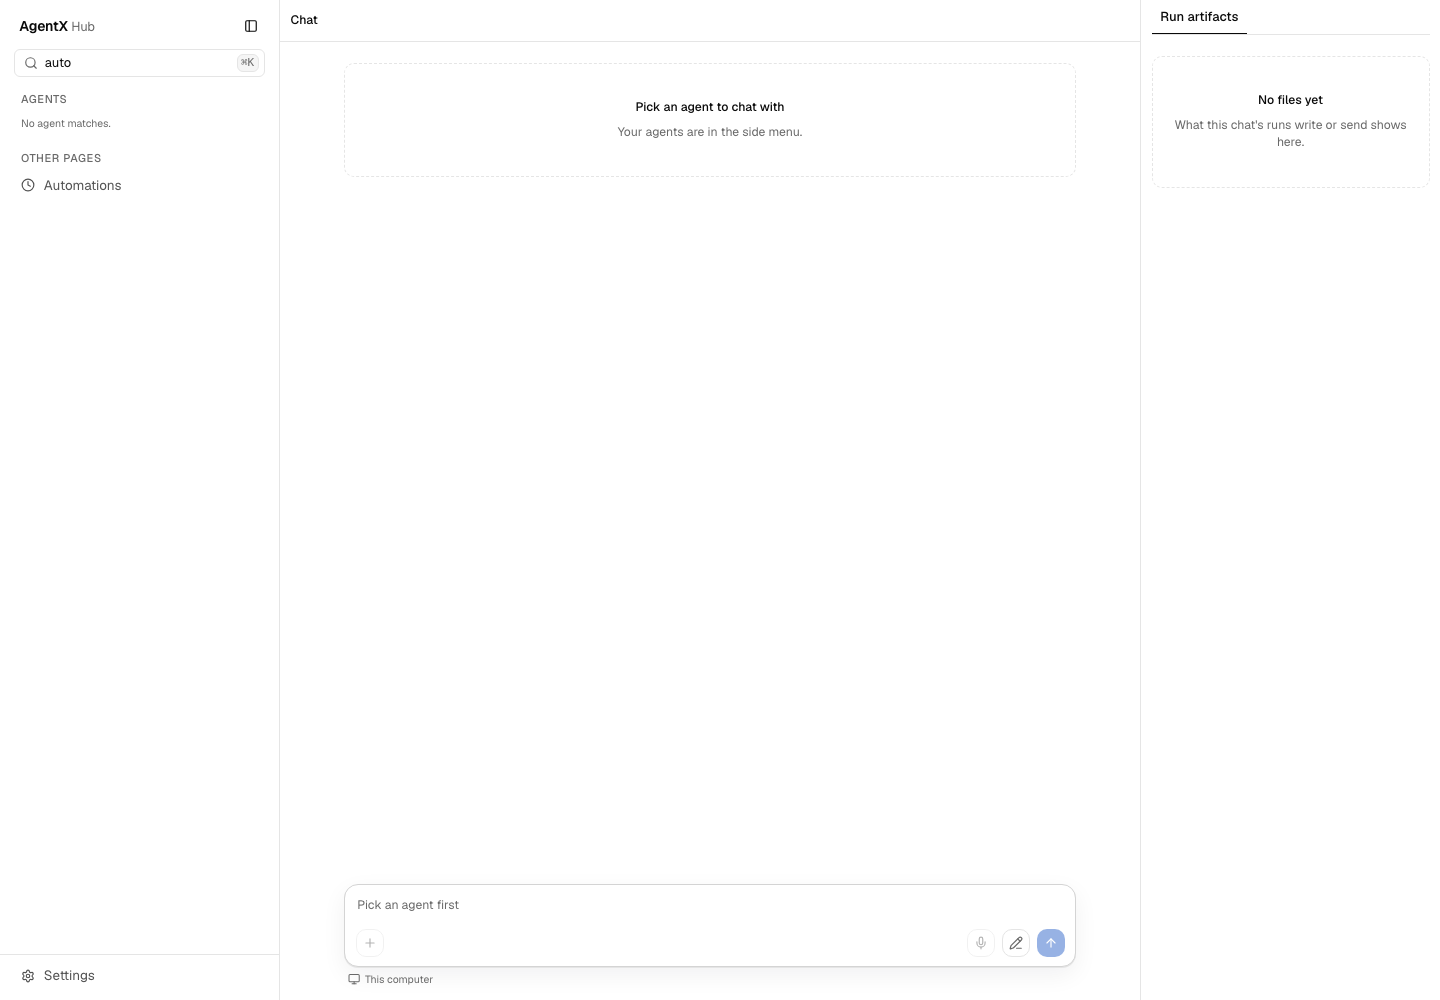 AgentX Hub
auto
⌘K
AGENTS
No agent matches.
OTHER PAGES
Automations
Settings
Chat
Pick an agent to chat with
Your agents are in the side menu.
Pick an agent first
This computer
Run artifacts
No files yet
What this chat's runs write or send shows
here.